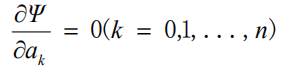 ∂Ψ/∂a_k = 0(k = 0,1, . . . , n)